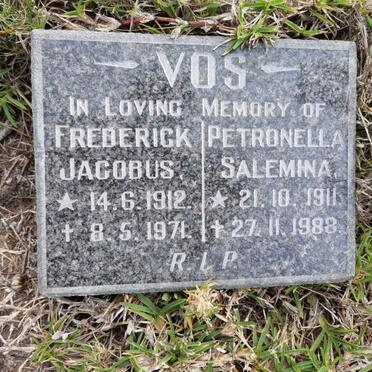 VOS
IN LOVING MEMORY OF
FREDERICK PETRONELLA
JACOBUS. SALEMINA.
★ 14.6.1912. ★ 21.10.1911.
† 8.5.1971. † 27.11.1988.
R.I.P.